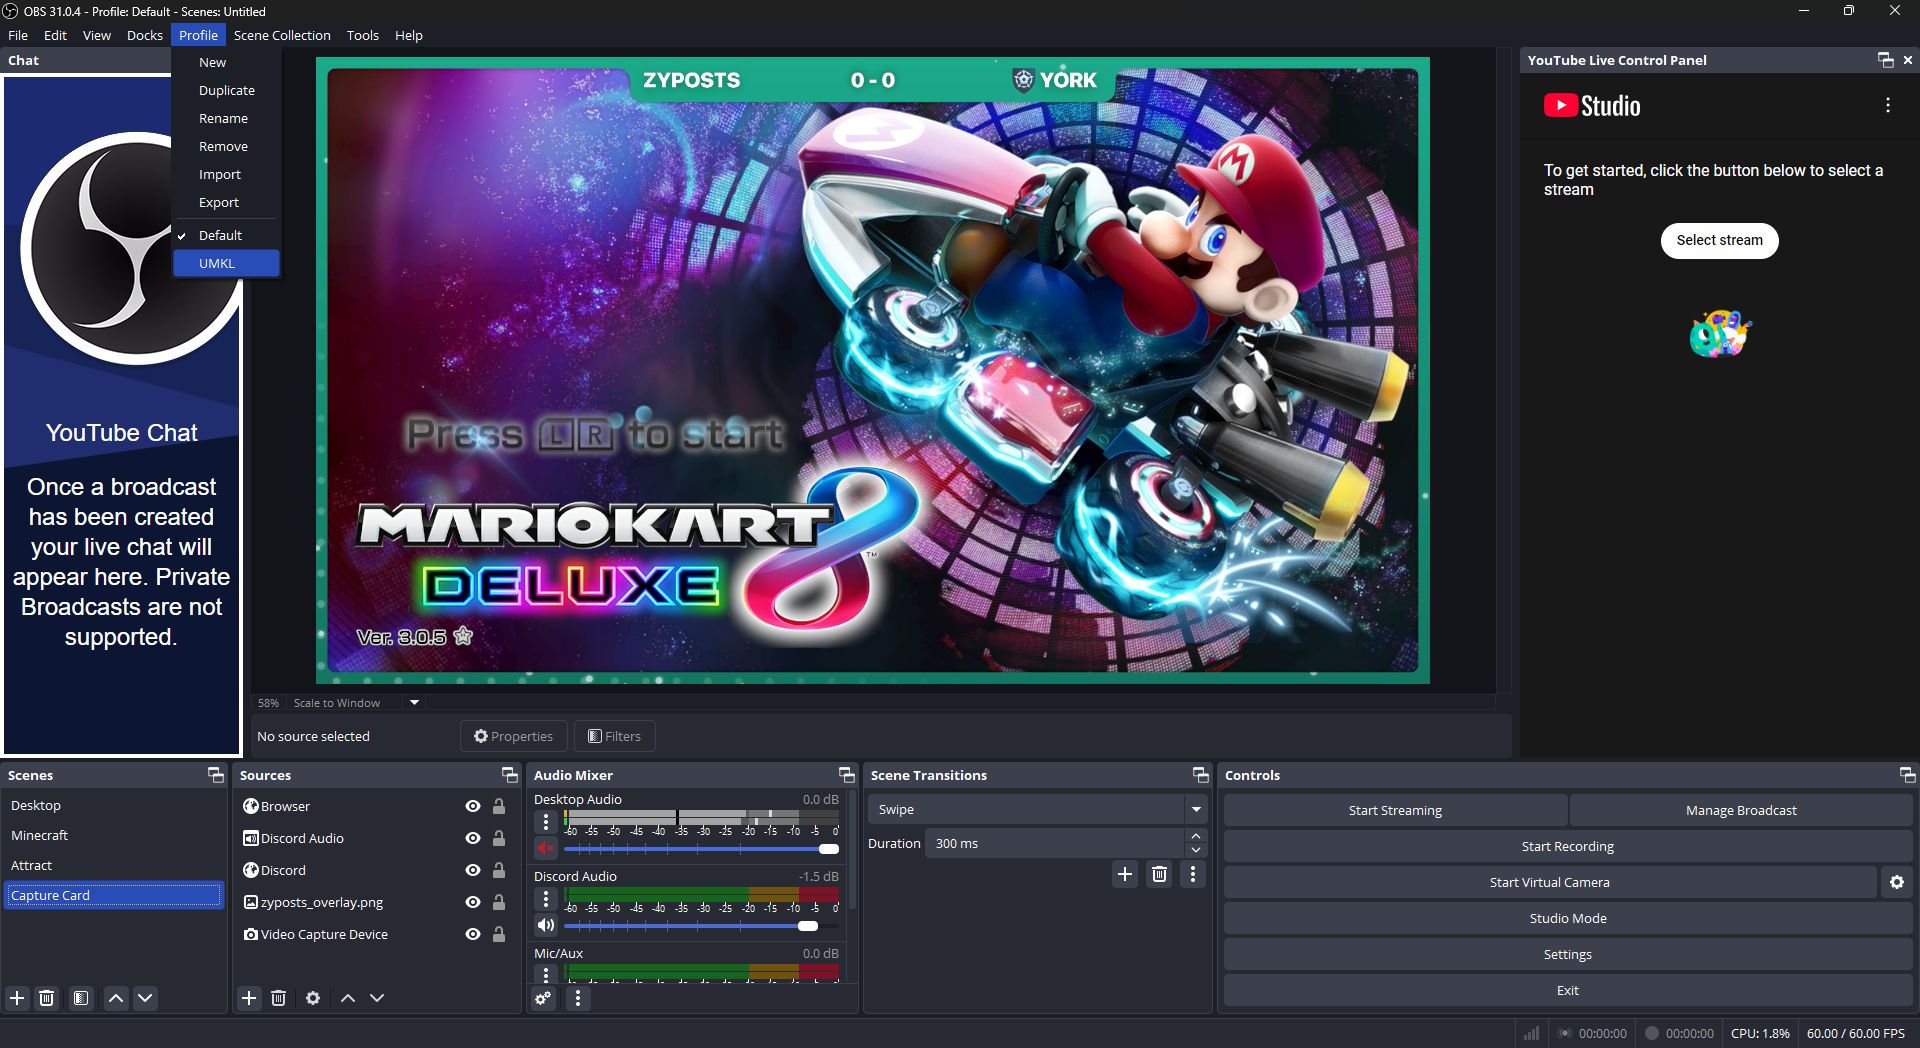 OBS 31.0.4 - Profile: Default - Scenes: Untitled
File Edit View Docks Profile Scene Collection Tools Help
Chat
New
Duplicate
Rename
Remove
Import
Export
Default
UMKL
YouTube Chat
Once a broadcast
has been created
your live chat will
appear here. Private
Broadcasts are not
supported.
ZYPOSTS 0 - 0 YORK
Press L R to start
MARIOKART 8
DELUXE
TM
Ver. 3.0.5
58% Scale to Window
No source selected Properties Filters
YouTube Live Control Panel
Studio
To get started, click the button below to select a
stream
Select stream
Scenes
Desktop
Minecraft
Attract
Capture Card
Sources
Browser
Discord Audio
Discord
zyposts_overlay.png
Video Capture Device
Audio Mixer
Desktop Audio 0.0 dB
-60 -55 -50 -45 -40 -35 -30 -25 -20 -15 -10 -5 0
Discord Audio -1.5 dB
-60 -55 -50 -45 -40 -35 -30 -25 -20 -15 -10 -5 0
Mic/Aux 0.0 dB
Scene Transitions
Swipe
Duration 300 ms
Controls
Start Streaming Manage Broadcast
Start Recording
Start Virtual Camera
Studio Mode
Settings
Exit
00:00:00 00:00:00 CPU: 1.8% 60.00 / 60.00 FPS